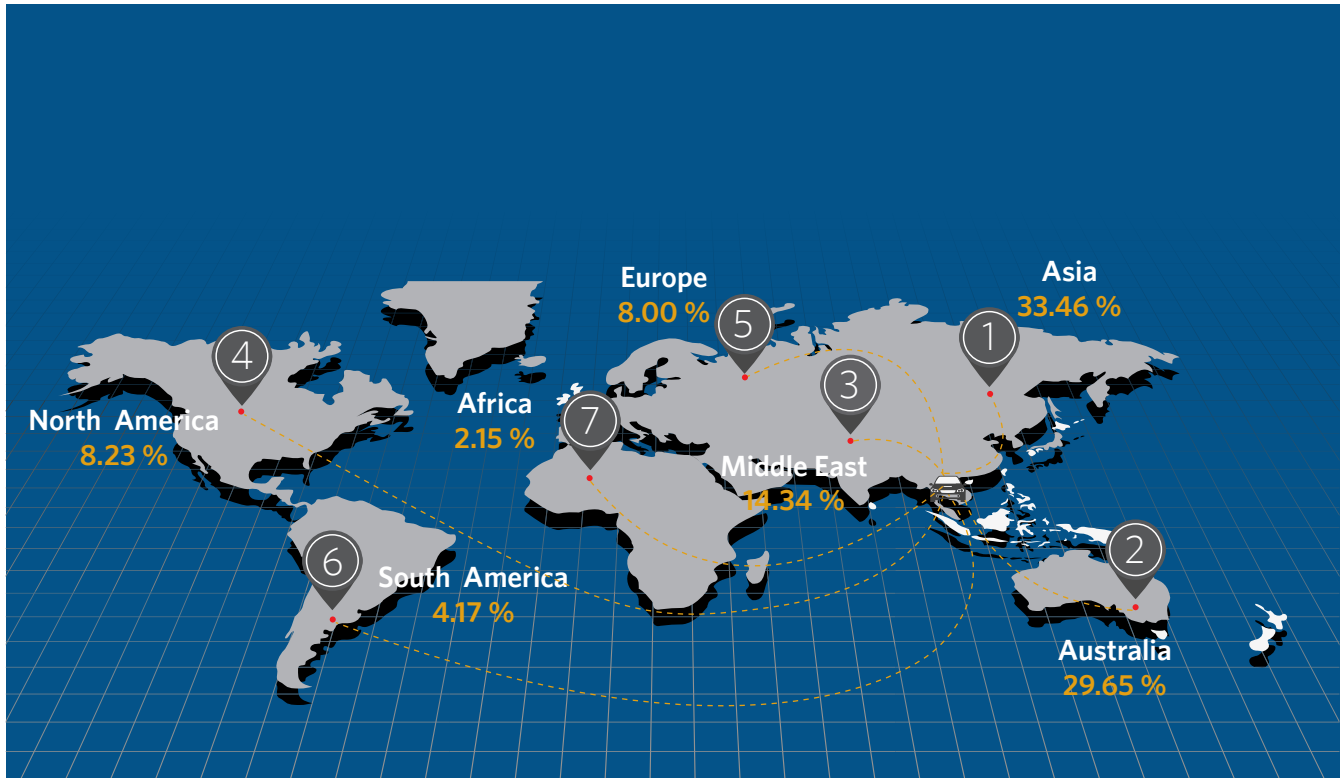 Asia
33.46 %
1
Europe
8.00 %
5
4
3
North America
8.23 %
Africa
2.15 %
7
Middle East
14.34 %
2
6
South America
4.17 %
Australia
29.65 %